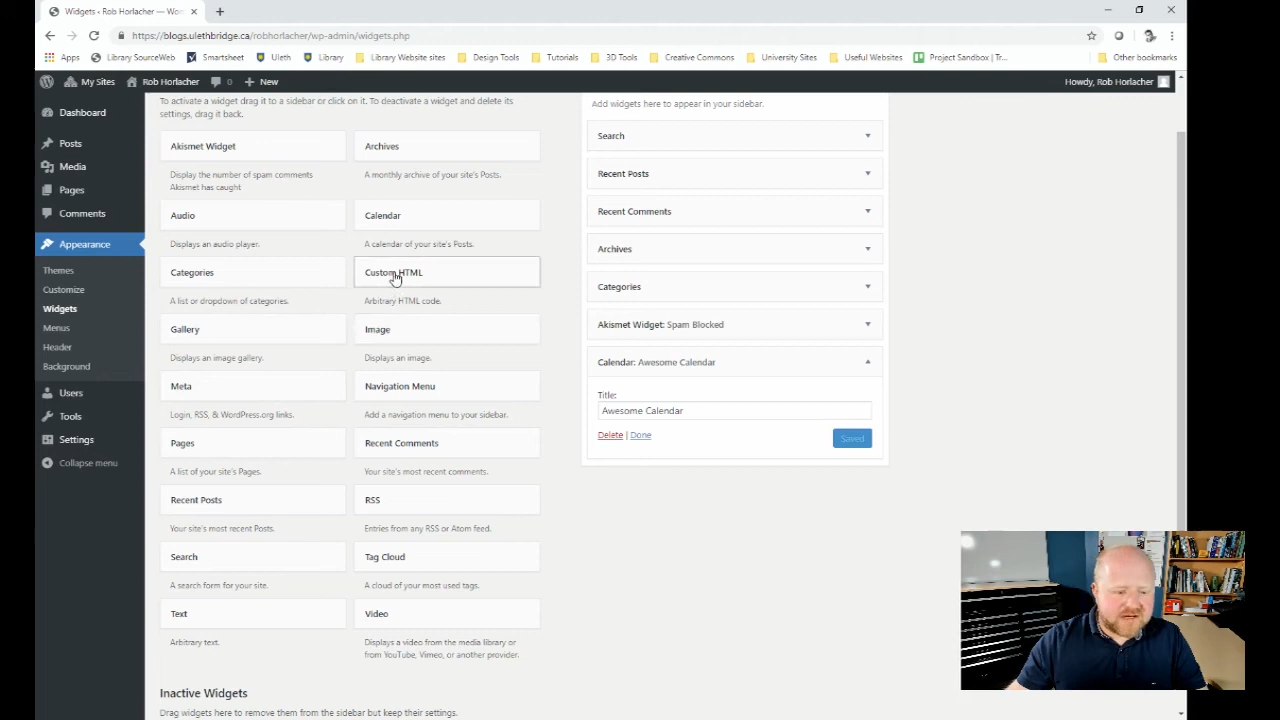 Widgets ‹ Rob Horlacher — Wor
https://blogs.ulethbridge.ca/robhorlacher/wp-admin/widgets.php
Apps Library SourceWeb Smartsheet Uleth Library Library Website sites Design Tools Tutorials 3D Tools Creative Commons University Sites Useful Websites Project Sandbox – Tr... Other bookmarks
My Sites Rob Horlacher 0 New Howdy, Rob Horlacher
Dashboard
Posts
Media
Pages
Comments
Appearance
Themes
Customize
Widgets
Menus
Header
Background
Users
Tools
Settings
Collapse menu
To activate a widget drag it to a sidebar or click on it. To deactivate a widget and delete its
settings, drag it back.
Akismet Widget
Display the number of spam comments
Akismet has caught
Archives
A monthly archive of your site's Posts.
Audio
Displays an audio player.
Calendar
A calendar of your site's Posts.
Categories
A list or dropdown of categories.
Custom HTML
Arbitrary HTML code.
Gallery
Displays an image gallery.
Image
Displays an image.
Meta
Login, RSS, & WordPress.org links.
Navigation Menu
Add a navigation menu to your sidebar.
Pages
A list of your site's Pages.
Recent Comments
Your site's most recent comments.
Recent Posts
Your site's most recent Posts.
RSS
Entries from any RSS or Atom feed.
Search
A search form for your site.
Tag Cloud
A cloud of your most used tags.
Text
Arbitrary text.
Video
Displays a video from the media library or
from YouTube, Vimeo, or another provider.
Inactive Widgets
Drag widgets here to remove them from the sidebar but keep their settings.
Add widgets here to appear in your sidebar.
Search
Recent Posts
Recent Comments
Archives
Categories
Akismet Widget: Spam Blocked
Calendar: Awesome Calendar
Title:
Awesome Calendar
Delete | Done
Saved